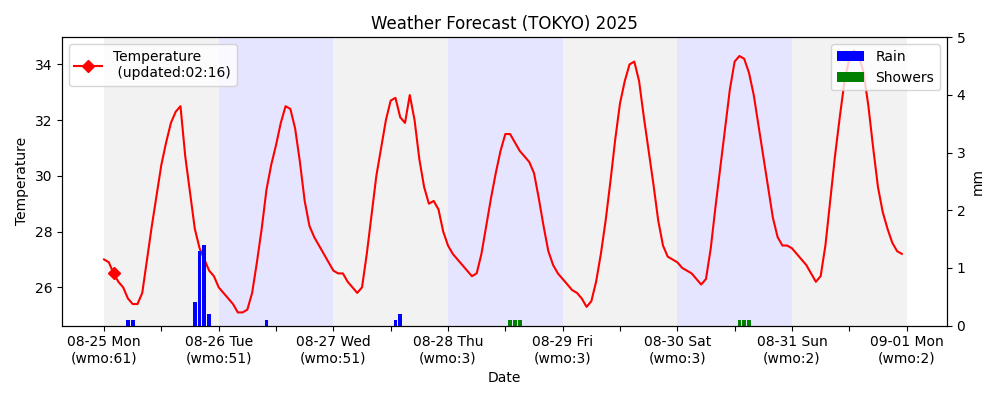 Weather Forecast (TOKYO) 2025
Temperature
(updated:02:16)
Rain
Showers
Temperature
34
32
30
28
26
5
4
3
2
1
0
mm
08-25 Mon
(wmo:61)
08-26 Tue
(wmo:51)
08-27 Wed
(wmo:51)
08-28 Thu
(wmo:3)
08-29 Fri
(wmo:3)
08-30 Sat
(wmo:3)
08-31 Sun
(wmo:2)
09-01 Mon
(wmo:2)
Date